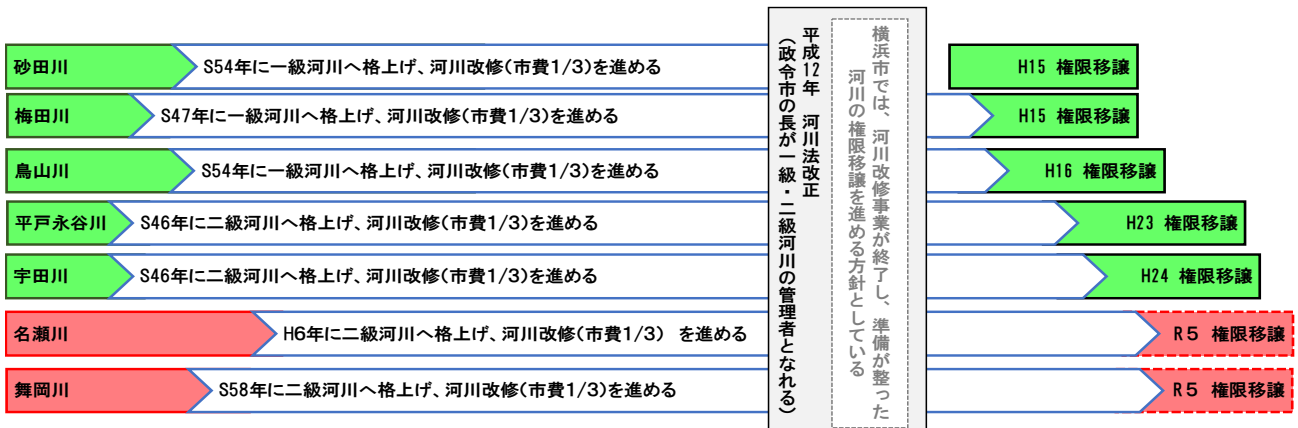 砂田川
S54年に一級河川へ格上げ、河川改修(市費1/3)を進める
H15 権限移譲
梅田川
S47年に一級河川へ格上げ、河川改修(市費1/3)を進める
H15 権限移譲
鳥山川
S54年に一級河川へ格上げ、河川改修(市費1/3)を進める
H16 権限移譲
平戸永谷川
S46年に二級河川へ格上げ、河川改修(市費1/3)を進める
H23 権限移譲
宇田川
S46年に二級河川へ格上げ、河川改修(市費1/3)を進める
H24 権限移譲
名瀬川
H6年に二級河川へ格上げ、河川改修(市費1/3) を進める
R5 権限移譲
舞岡川
S58年に二級河川へ格上げ、河川改修(市費1/3)を進める
R5 権限移譲
横浜市では、河川改修事業が終了し、準備が整った
河川の権限移譲を進める方針としている
平成12年 河川法改正
(政令市の長が一級・二級河川の管理者となれる)